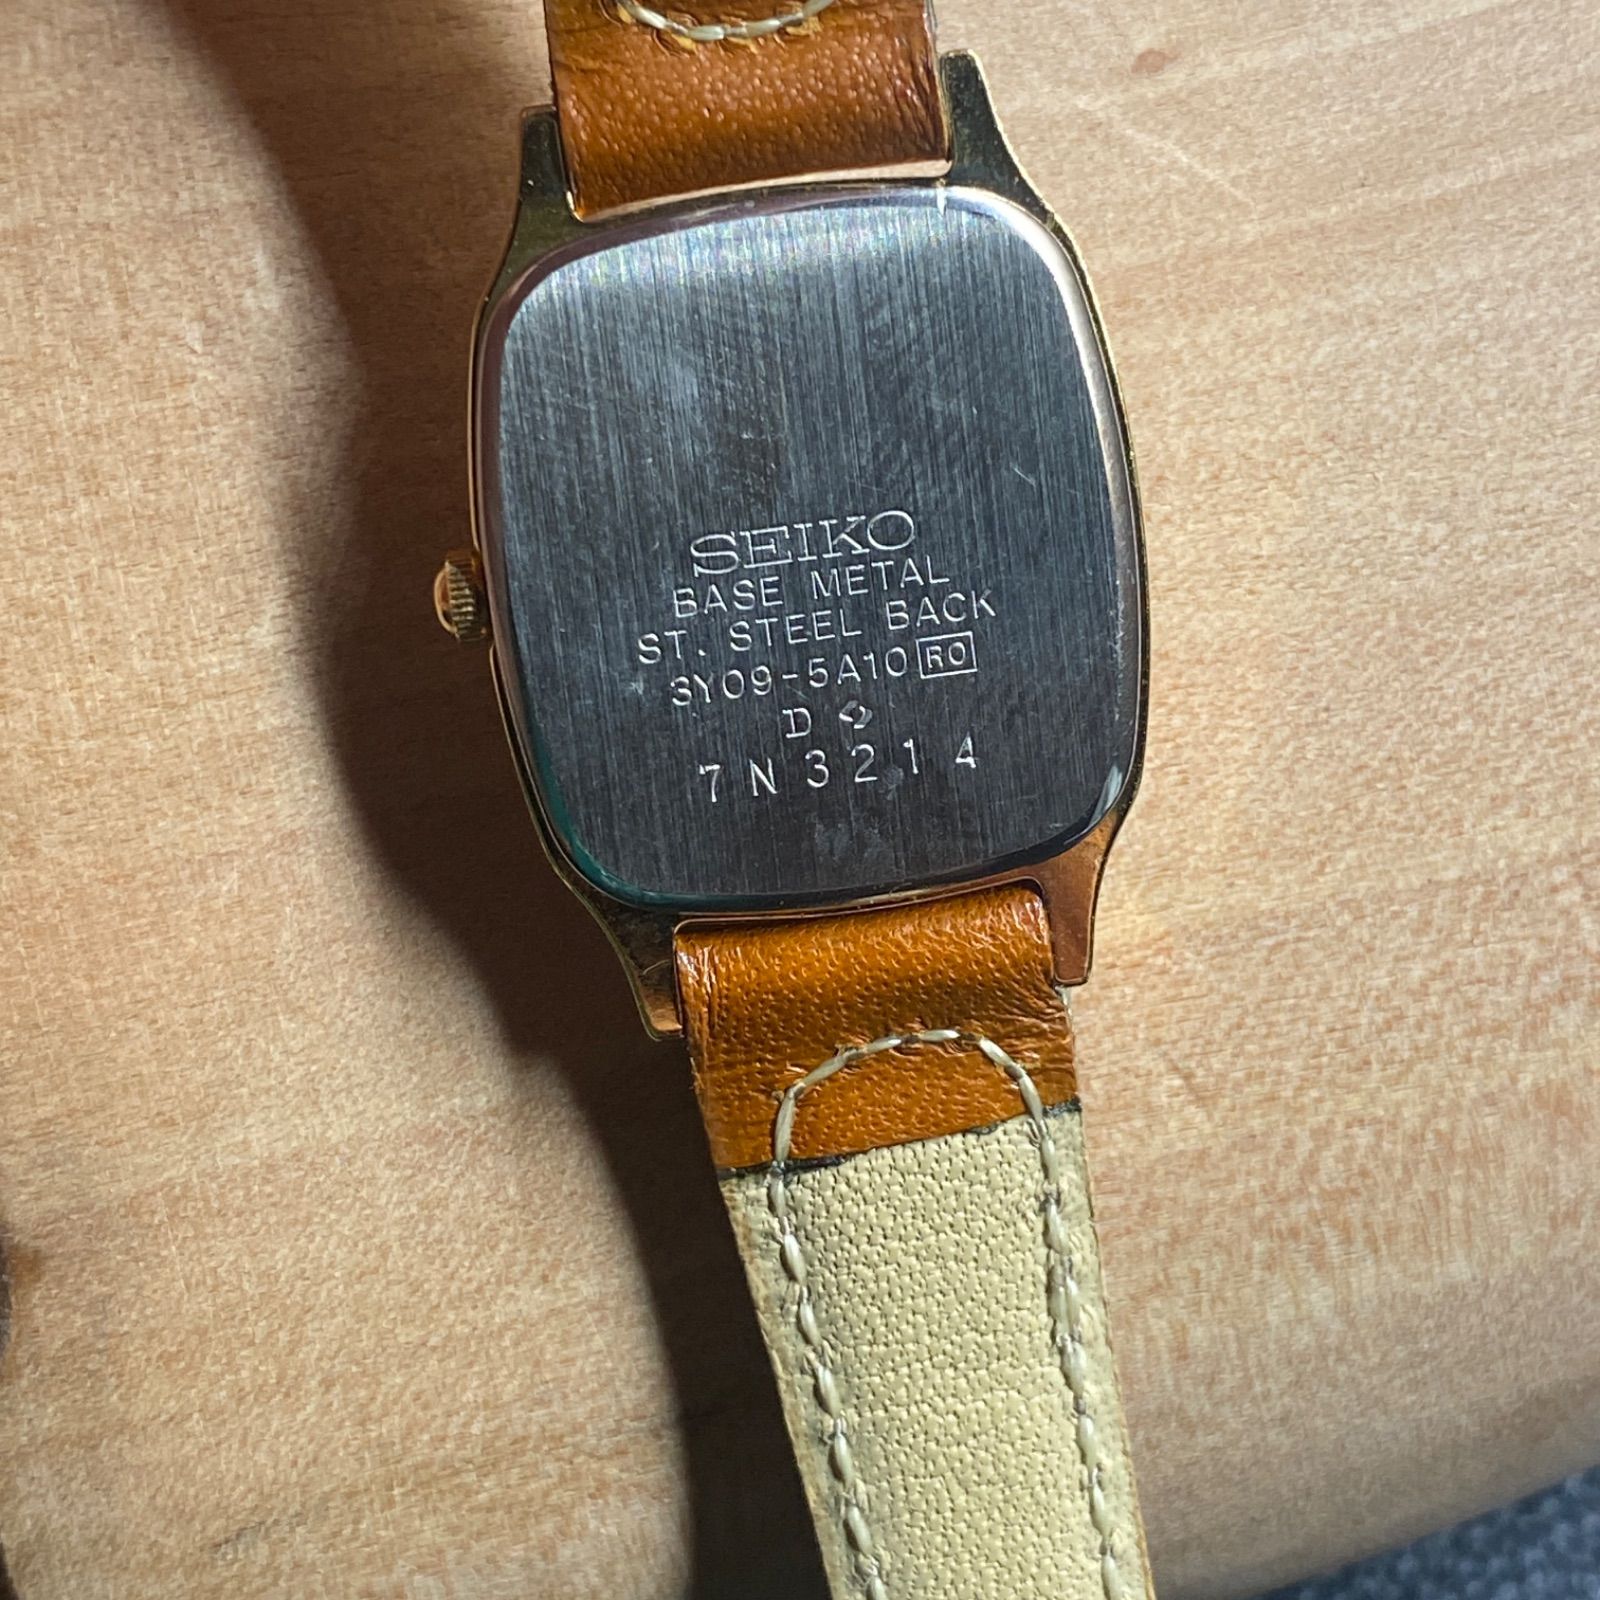 SEIKO
BASE METAL
ST. STEEL BACK
SY09-5A10 RO
D
7N3214